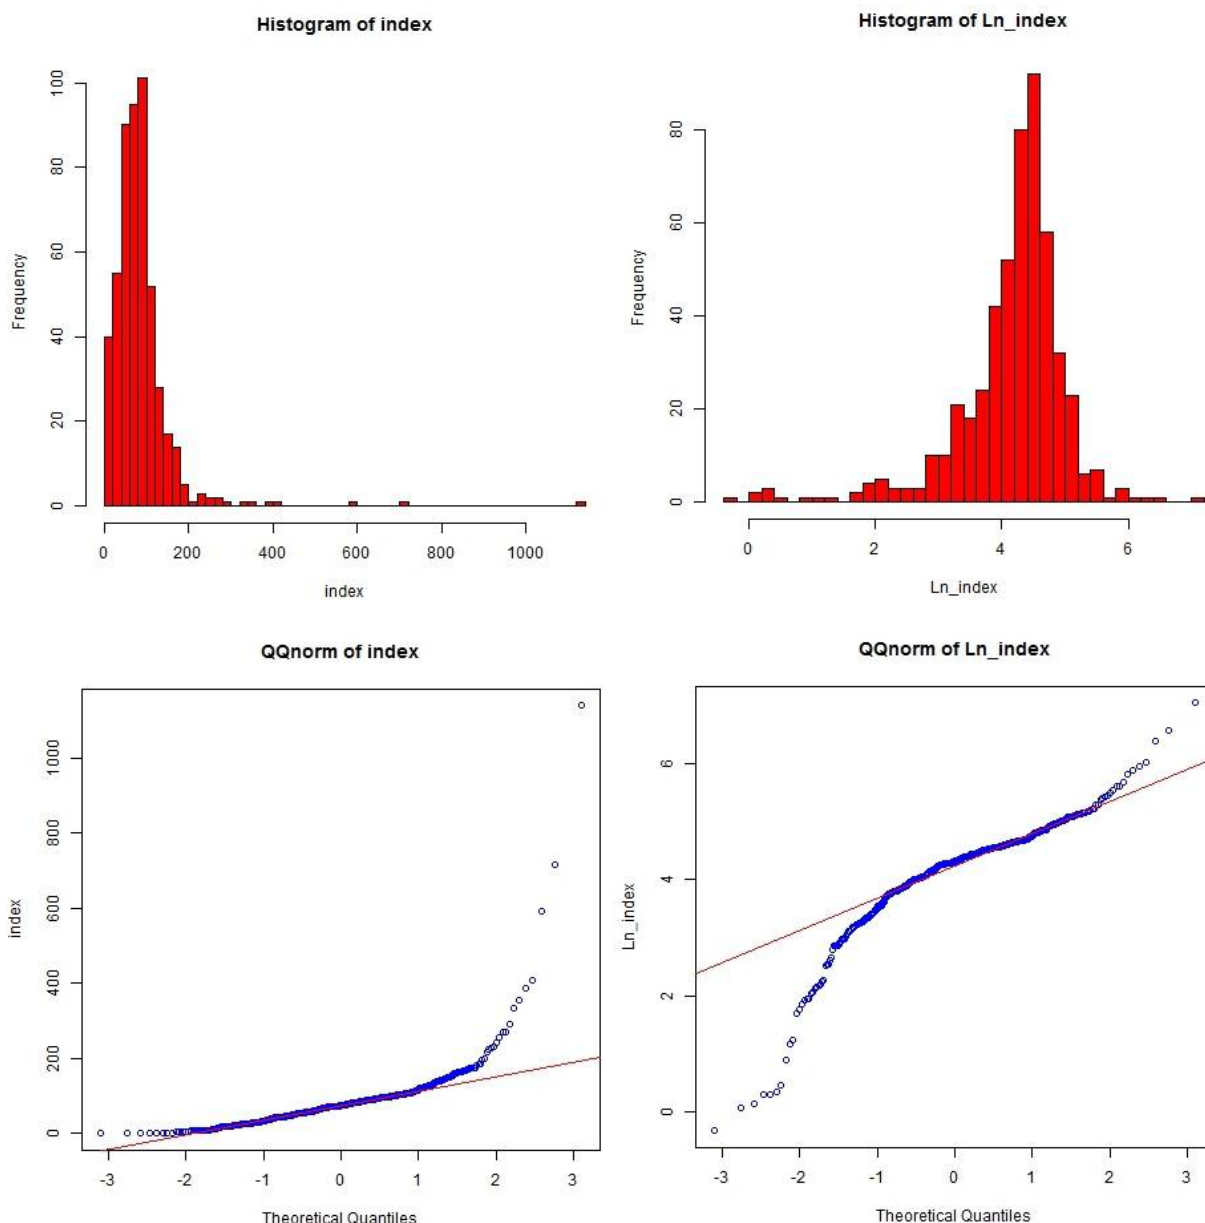 Histogram of index
Frequency
0 20 40 60 80 100
0 200 400 600 800 1000
index
Histogram of Ln_index
Frequency
0 20 40 60 80
0 2 4 6
Ln_index
QQnorm of index
index
0 200 400 600 800 1000
-3 -2 -1 0 1 2 3
Theoretical Quantiles
QQnorm of Ln_index
Ln_index
0 2 4 6
-3 -2 -1 0 1 2 3
Theoretical Quantiles